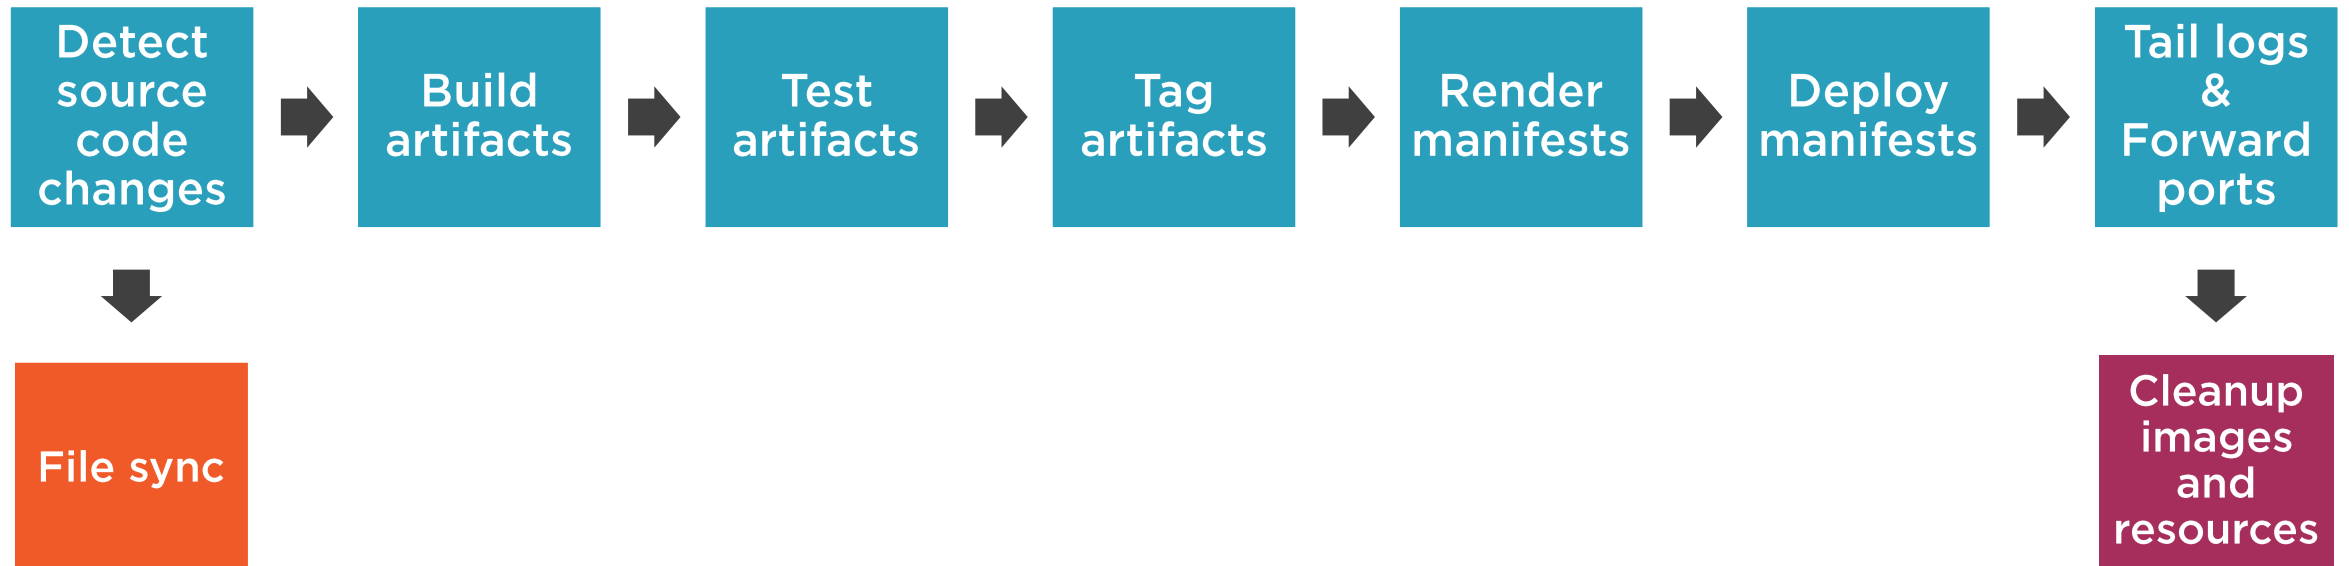 Detect
source
code
changes
Build
artifacts
Test
artifacts
Tag
artifacts
Render
manifests
Deploy
manifests
Tail logs
&
Forward
ports
File sync
Cleanup
images
and
resources